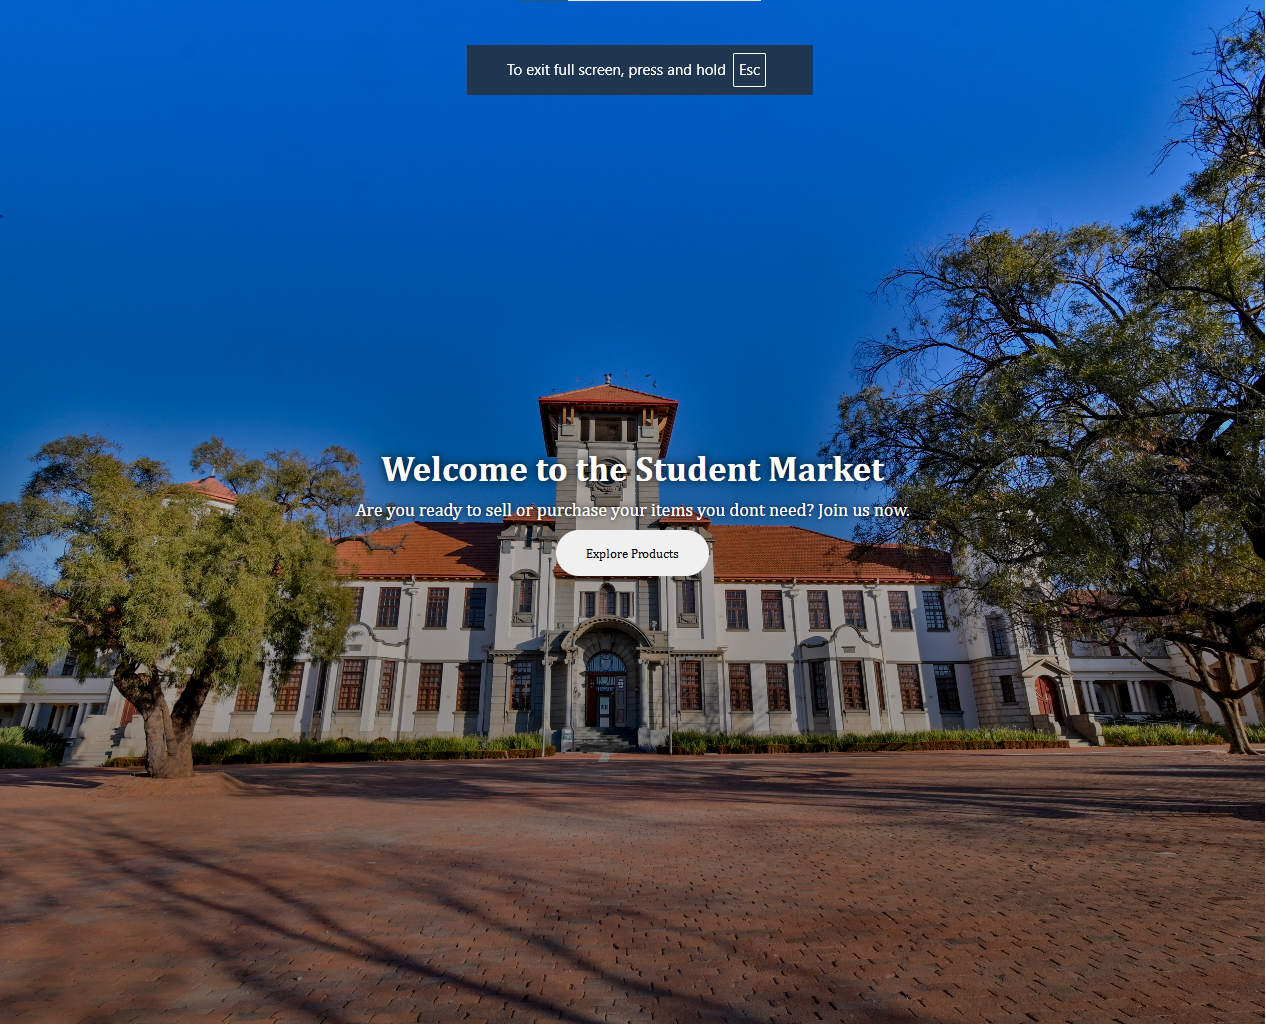 To exit full screen, press and hold Esc
Welcome to the Student Market
Are you ready to sell or purchase your items you dont need? Join us now.
Explore Products